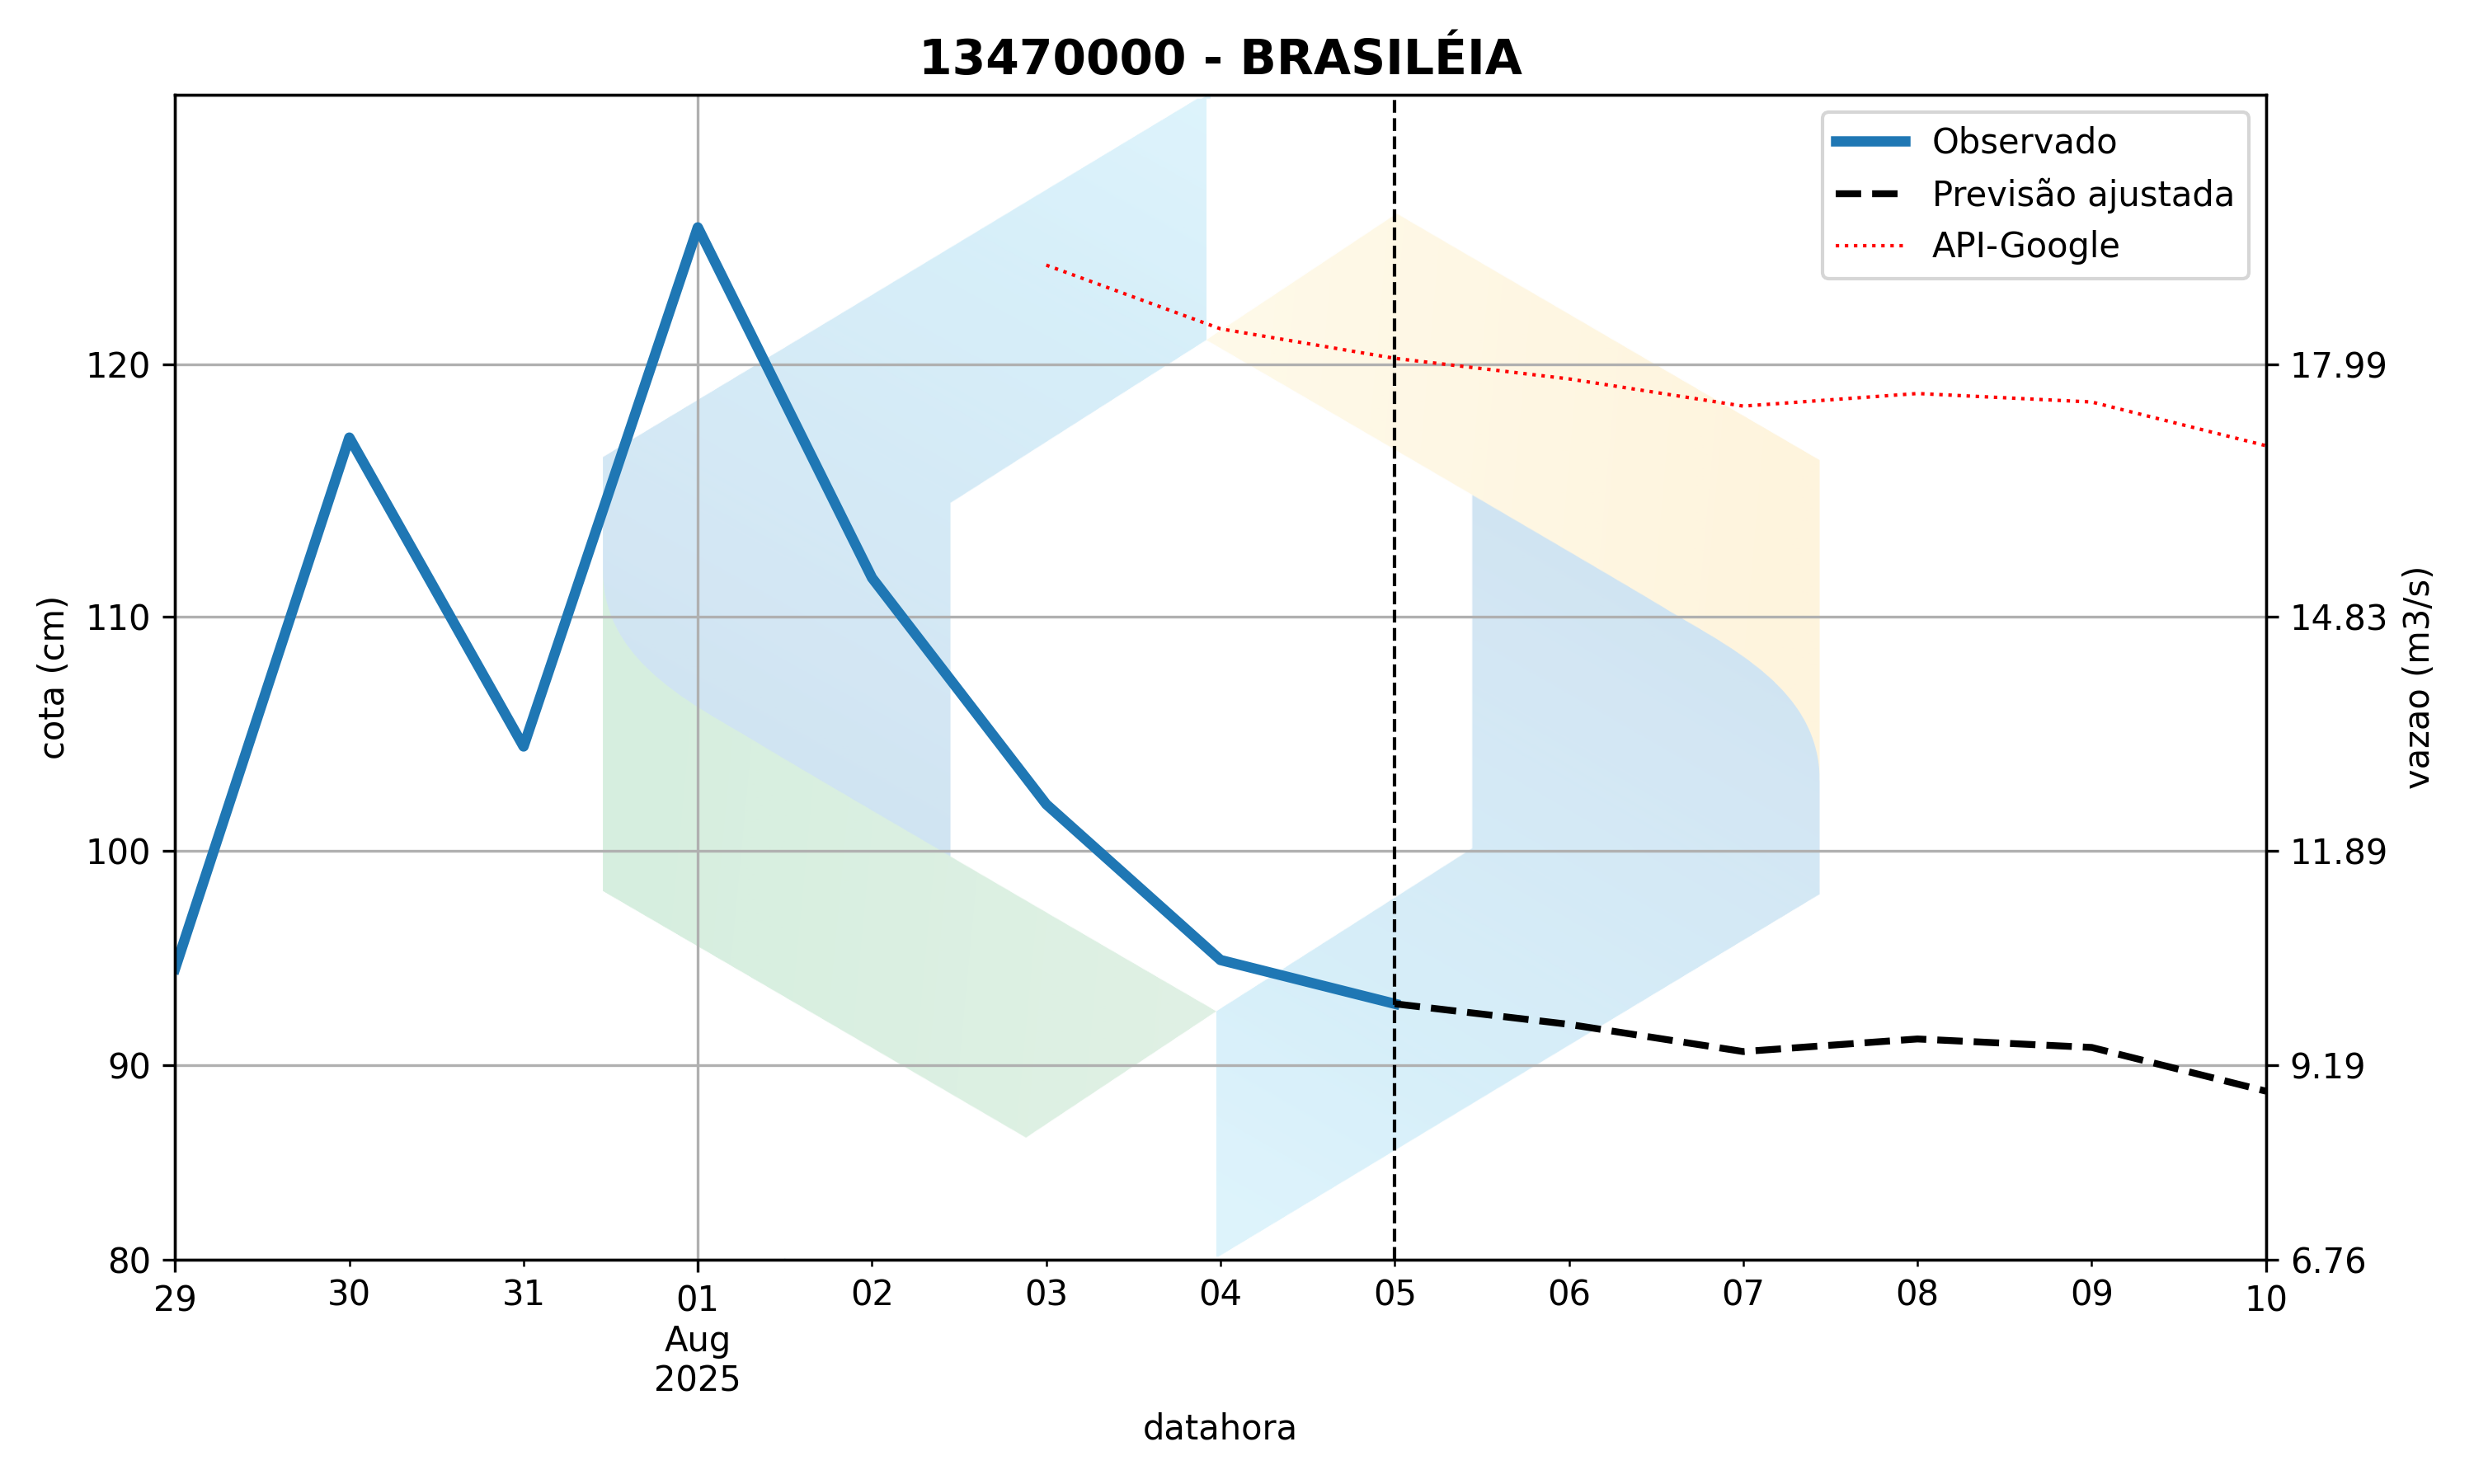 13470000 - BRASILÉIA
Observado
Previsão ajustada
API-Google
120
110
100
90
80
cota (cm)
17.99
14.83
11.89
9.19
6.76
vazao (m3/s)
29 30 31 01 02 03 04 05 06 07 08 09 10
Aug
2025
datahora